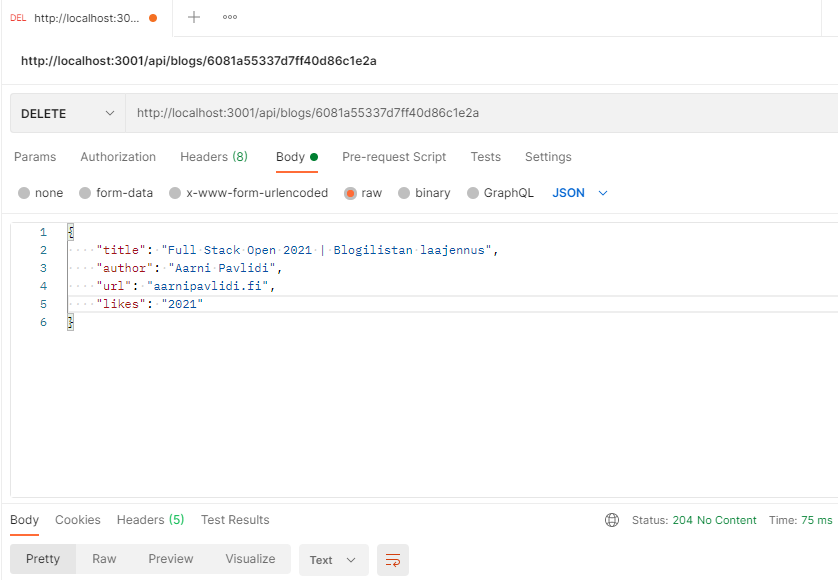 DEL http://localhost:30...
http://localhost:3001/api/blogs/6081a55337d7ff40d86c1e2a
DELETE http://localhost:3001/api/blogs/6081a55337d7ff40d86c1e2a
Params Authorization Headers (8) Body Pre-request Script Tests Settings
none form-data x-www-form-urlencoded raw binary GraphQL JSON
1 {
2 "title": "Full Stack Open 2021 | Blogilistan laajennus",
3 "author": "Aarni Pavlidi",
4 "url": "aarnipavlidi.fi",
5 "likes": "2021"
6 }
Body Cookies Headers (5) Test Results Status: 204 No Content Time: 75 ms
Pretty Raw Preview Visualize Text